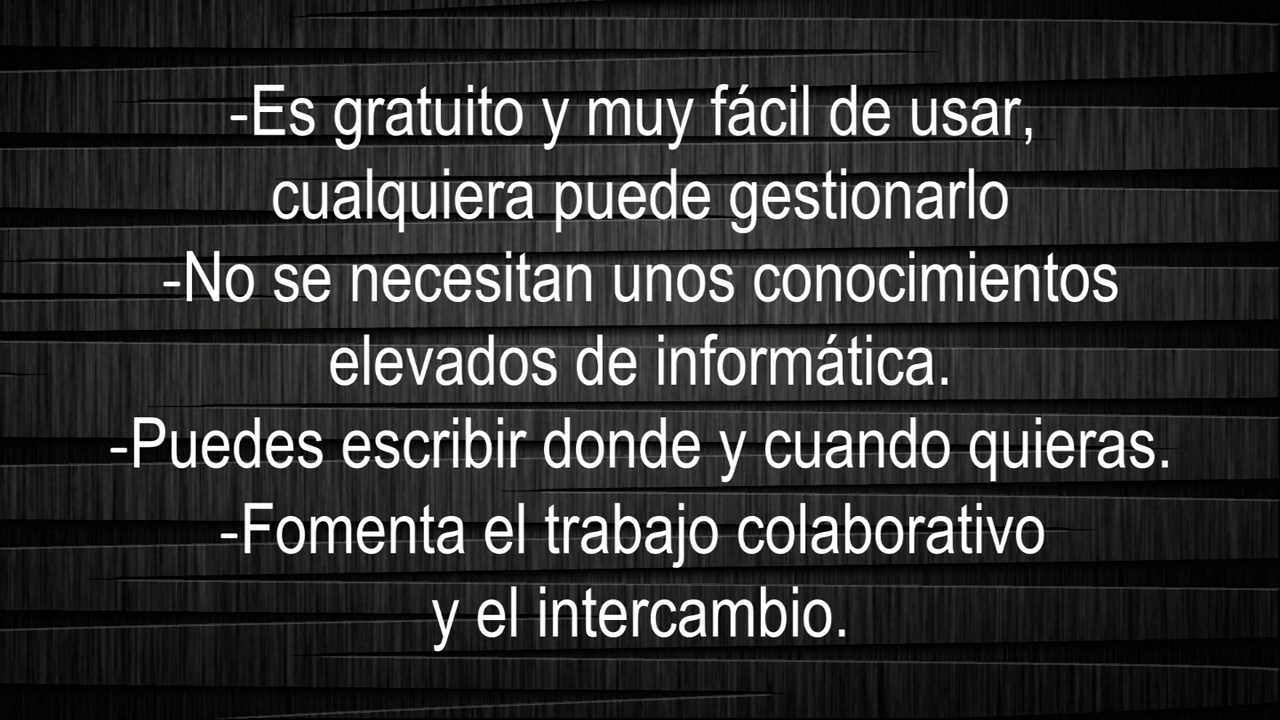 -Es gratuito y muy fácil de usar,
cualquiera puede gestionarlo
-No se necesitan unos conocimientos
elevados de informática.
-Puedes escribir donde y cuando quieras.
-Fomenta el trabajo colaborativo
y el intercambio.